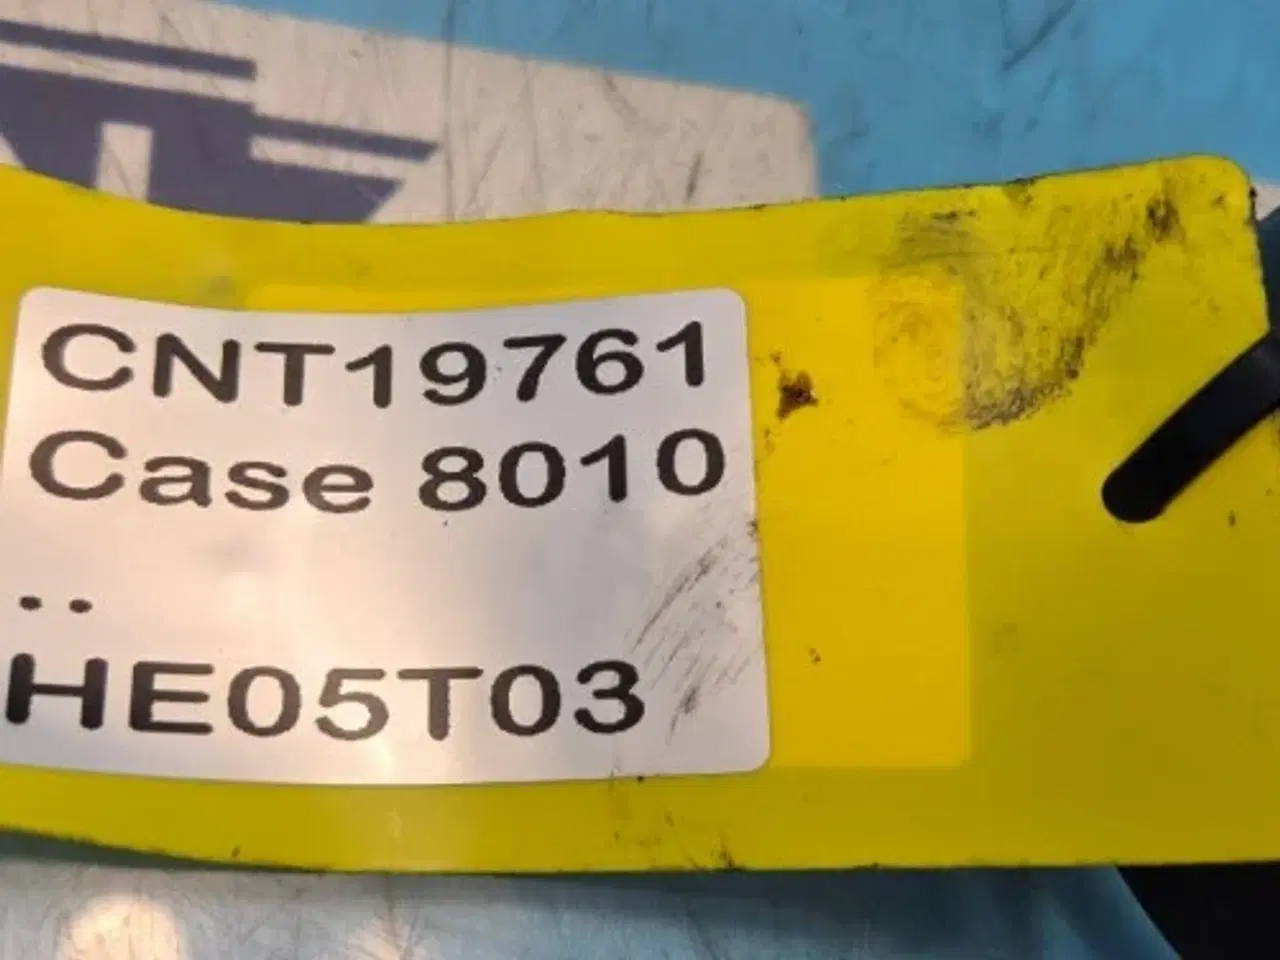 CNT19761
Case 8010
..
HE05T03